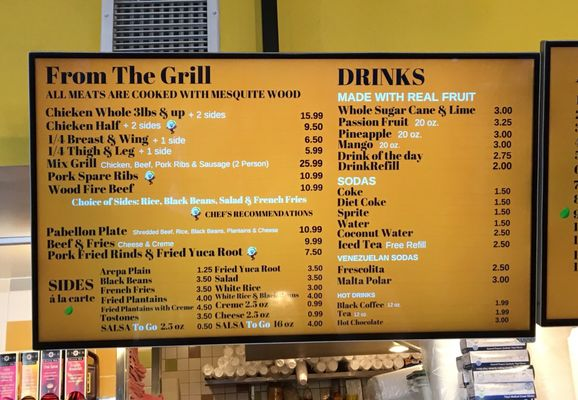 From The Grill
ALL MEATS ARE COOKED WITH MESQUITE WOOD
Chicken Whole 3lbs & up + 2 sides 15.99
Chicken Half + 2 sides 9.50
1/4 Breast & Wing + 1 side 6.50
1/4 Thigh & Leg + 1 side 5.99
Mix Grill Chicken, Beef, Pork Ribs & Sausage (2 Person) 25.99
Pork Spare Ribs 10.99
Wood Fire Beef 10.99
Choice of Sides: Rice, Black Beans, Salad & French Fries
CHEF'S RECOMMENDATIONS
Pabellon Plate Shredded Beef, Rice, Black Beans, Plantains & Cheese 10.99
Beef & Fries Cheese & Creme 9.99
Pork Fried Rinds & Fried Yuca Root 7.50
SIDES
á la carte
Arepa Plain 1.25
Black Beans 3.50
French Fries 3.50
Fried Plantains 4.00
Fried Plantains with Creme 4.50
Tostones 3.50
SALSA To Go 2.5 oz 0.50
Fried Yuca Root 3.50
Salad 3.50
White Rice 3.00
White Rice & Black Beans 4.00
Creme 2.5 oz 0.99
Cheese 2.5 oz 0.99
SALSA To Go 16 oz 4.00
DRINKS
MADE WITH REAL FRUIT
Whole Sugar Cane & Lime 3.00
Passion Fruit 20 oz. 3.25
Pineapple 20 oz. 3.00
Mango 20 oz. 3.00
Drink of the day 2.75
DrinkRefill 2.00
SODAS
Coke 1.50
Diet Coke 1.50
Sprite 1.50
Water 1.50
Coconut Water 2.50
Iced Tea Free Refill 2.50
VENEZUELAN SODAS
Frescolita 2.50
Malta Polar 3.00
HOT DRINKS
Black Coffee 12 oz. 1.99
Tea 12 oz. 1.99
Hot Chocolate 3.00